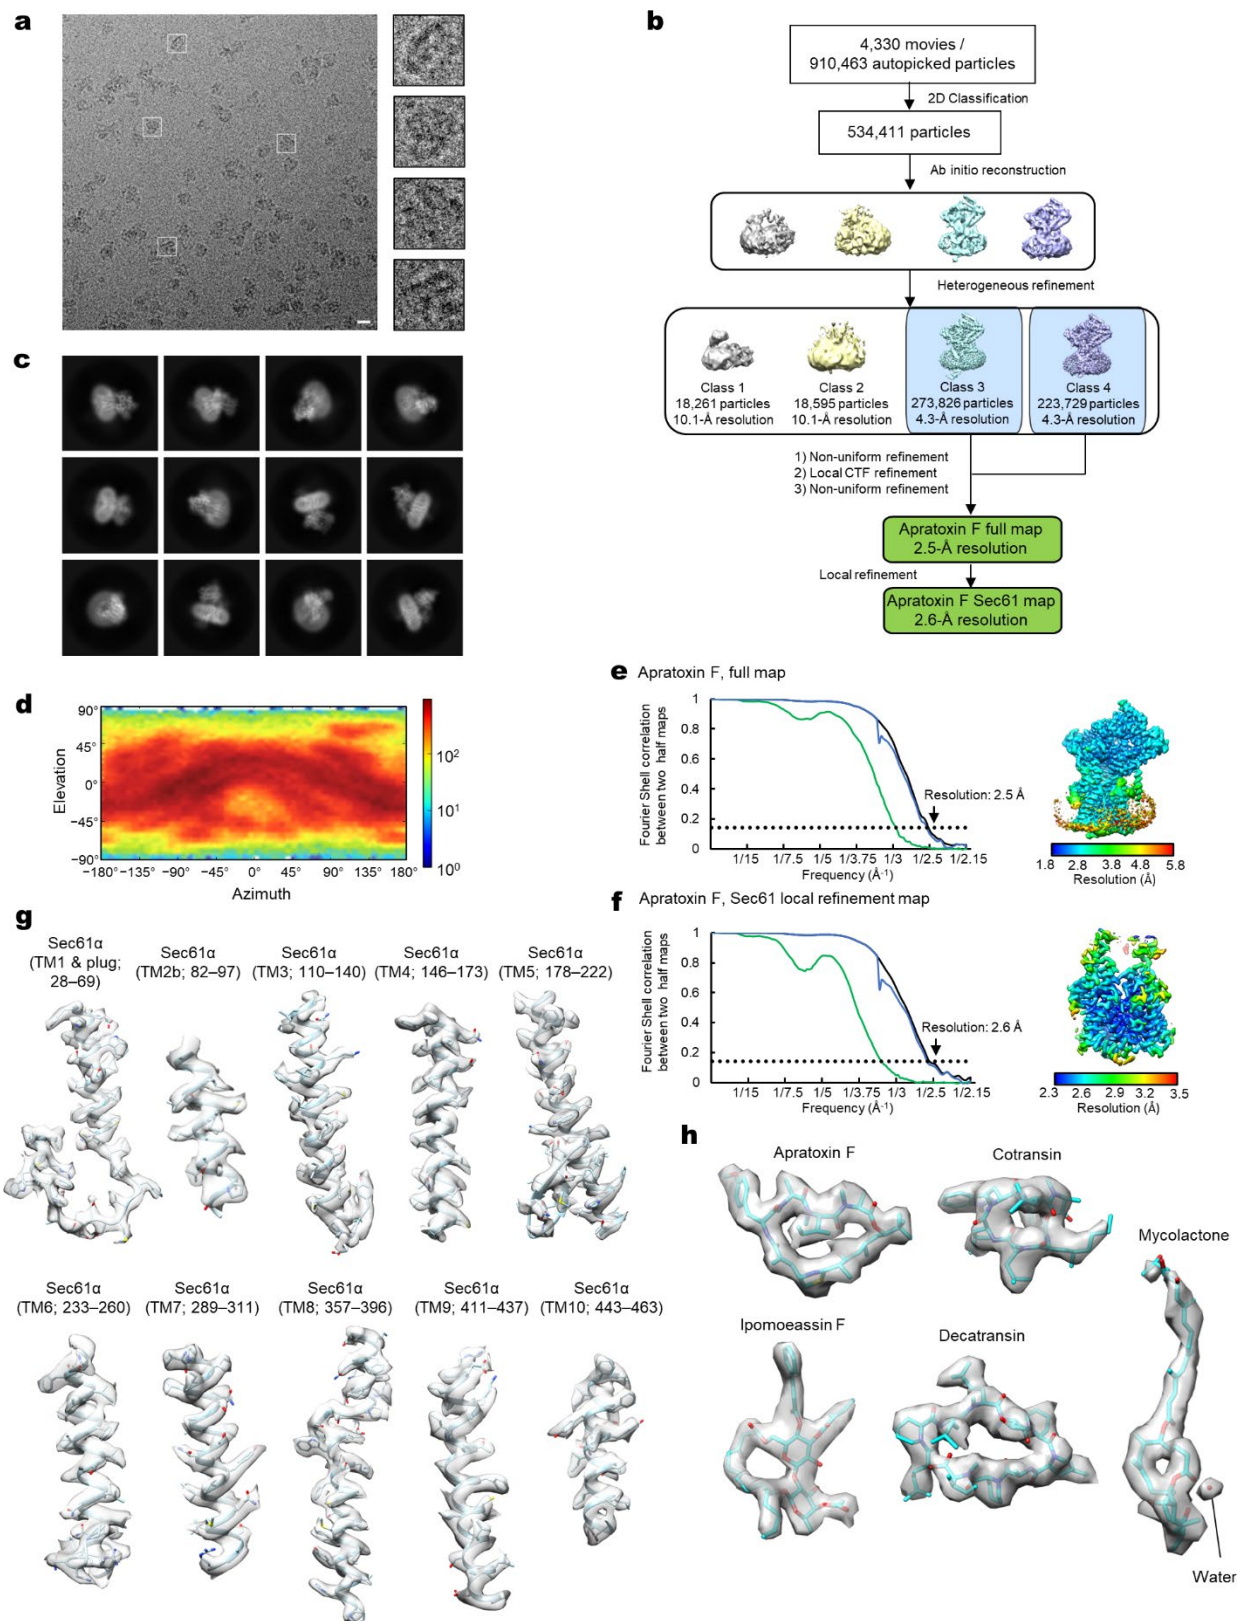 a
b
4,330 movies /
910,463 autopicked particles
2D Classification
534,411 particles
Ab initio reconstruction
Heterogeneous refinement
Class 1
18,261 particles
10.1-Å resolution
Class 2
18,595 particles
10.1-Å resolution
Class 3
273,826 particles
4.3-Å resolution
Class 4
223,729 particles
4.3-Å resolution
1) Non-uniform refinement
2) Local CTF refinement
3) Non-uniform refinement
Apratoxin F full map
2.5-Å resolution
Local refinement
Apratoxin F Sec61 map
2.6-Å resolution
c
d
90°
45°
0°
−45°
−90°
Elevation
−180°
−135°
−90°
−45°
0°
45°
90°
135°
180°
Azimuth
10²
10¹
10⁰
e Apratoxin F, full map
Fourier Shell correlation
between two half maps
1
0.8
0.6
0.4
0.2
0
Resolution: 2.5 Å
1/15
1/7.5
1/5
1/3.75
1/3
1/2.5
1/2.15
Frequency (Å⁻¹)
1.8 2.8 3.8 4.8 5.8
Resolution (Å)
f Apratoxin F, Sec61 local refinement map
Fourier Shell correlation
between two half maps
1
0.8
0.6
0.4
0.2
0
Resolution: 2.6 Å
1/15
1/7.5
1/5
1/3.75
1/3
1/2.5
1/2.15
Frequency (Å⁻¹)
2.3 2.6 2.9 3.2 3.5
Resolution (Å)
g
Sec61α
(TM1 & plug;
28–69)
Sec61α
(TM2b; 82–97)
Sec61α
(TM3; 110–140)
Sec61α
(TM4; 146–173)
Sec61α
(TM5; 178–222)
Sec61α
(TM6; 233–260)
Sec61α
(TM7; 289–311)
Sec61α
(TM8; 357–396)
Sec61α
(TM9; 411–437)
Sec61α
(TM10; 443–463)
h
Apratoxin F
Cotransin
Mycolactone
Ipomoeassin F
Decatransin
Water